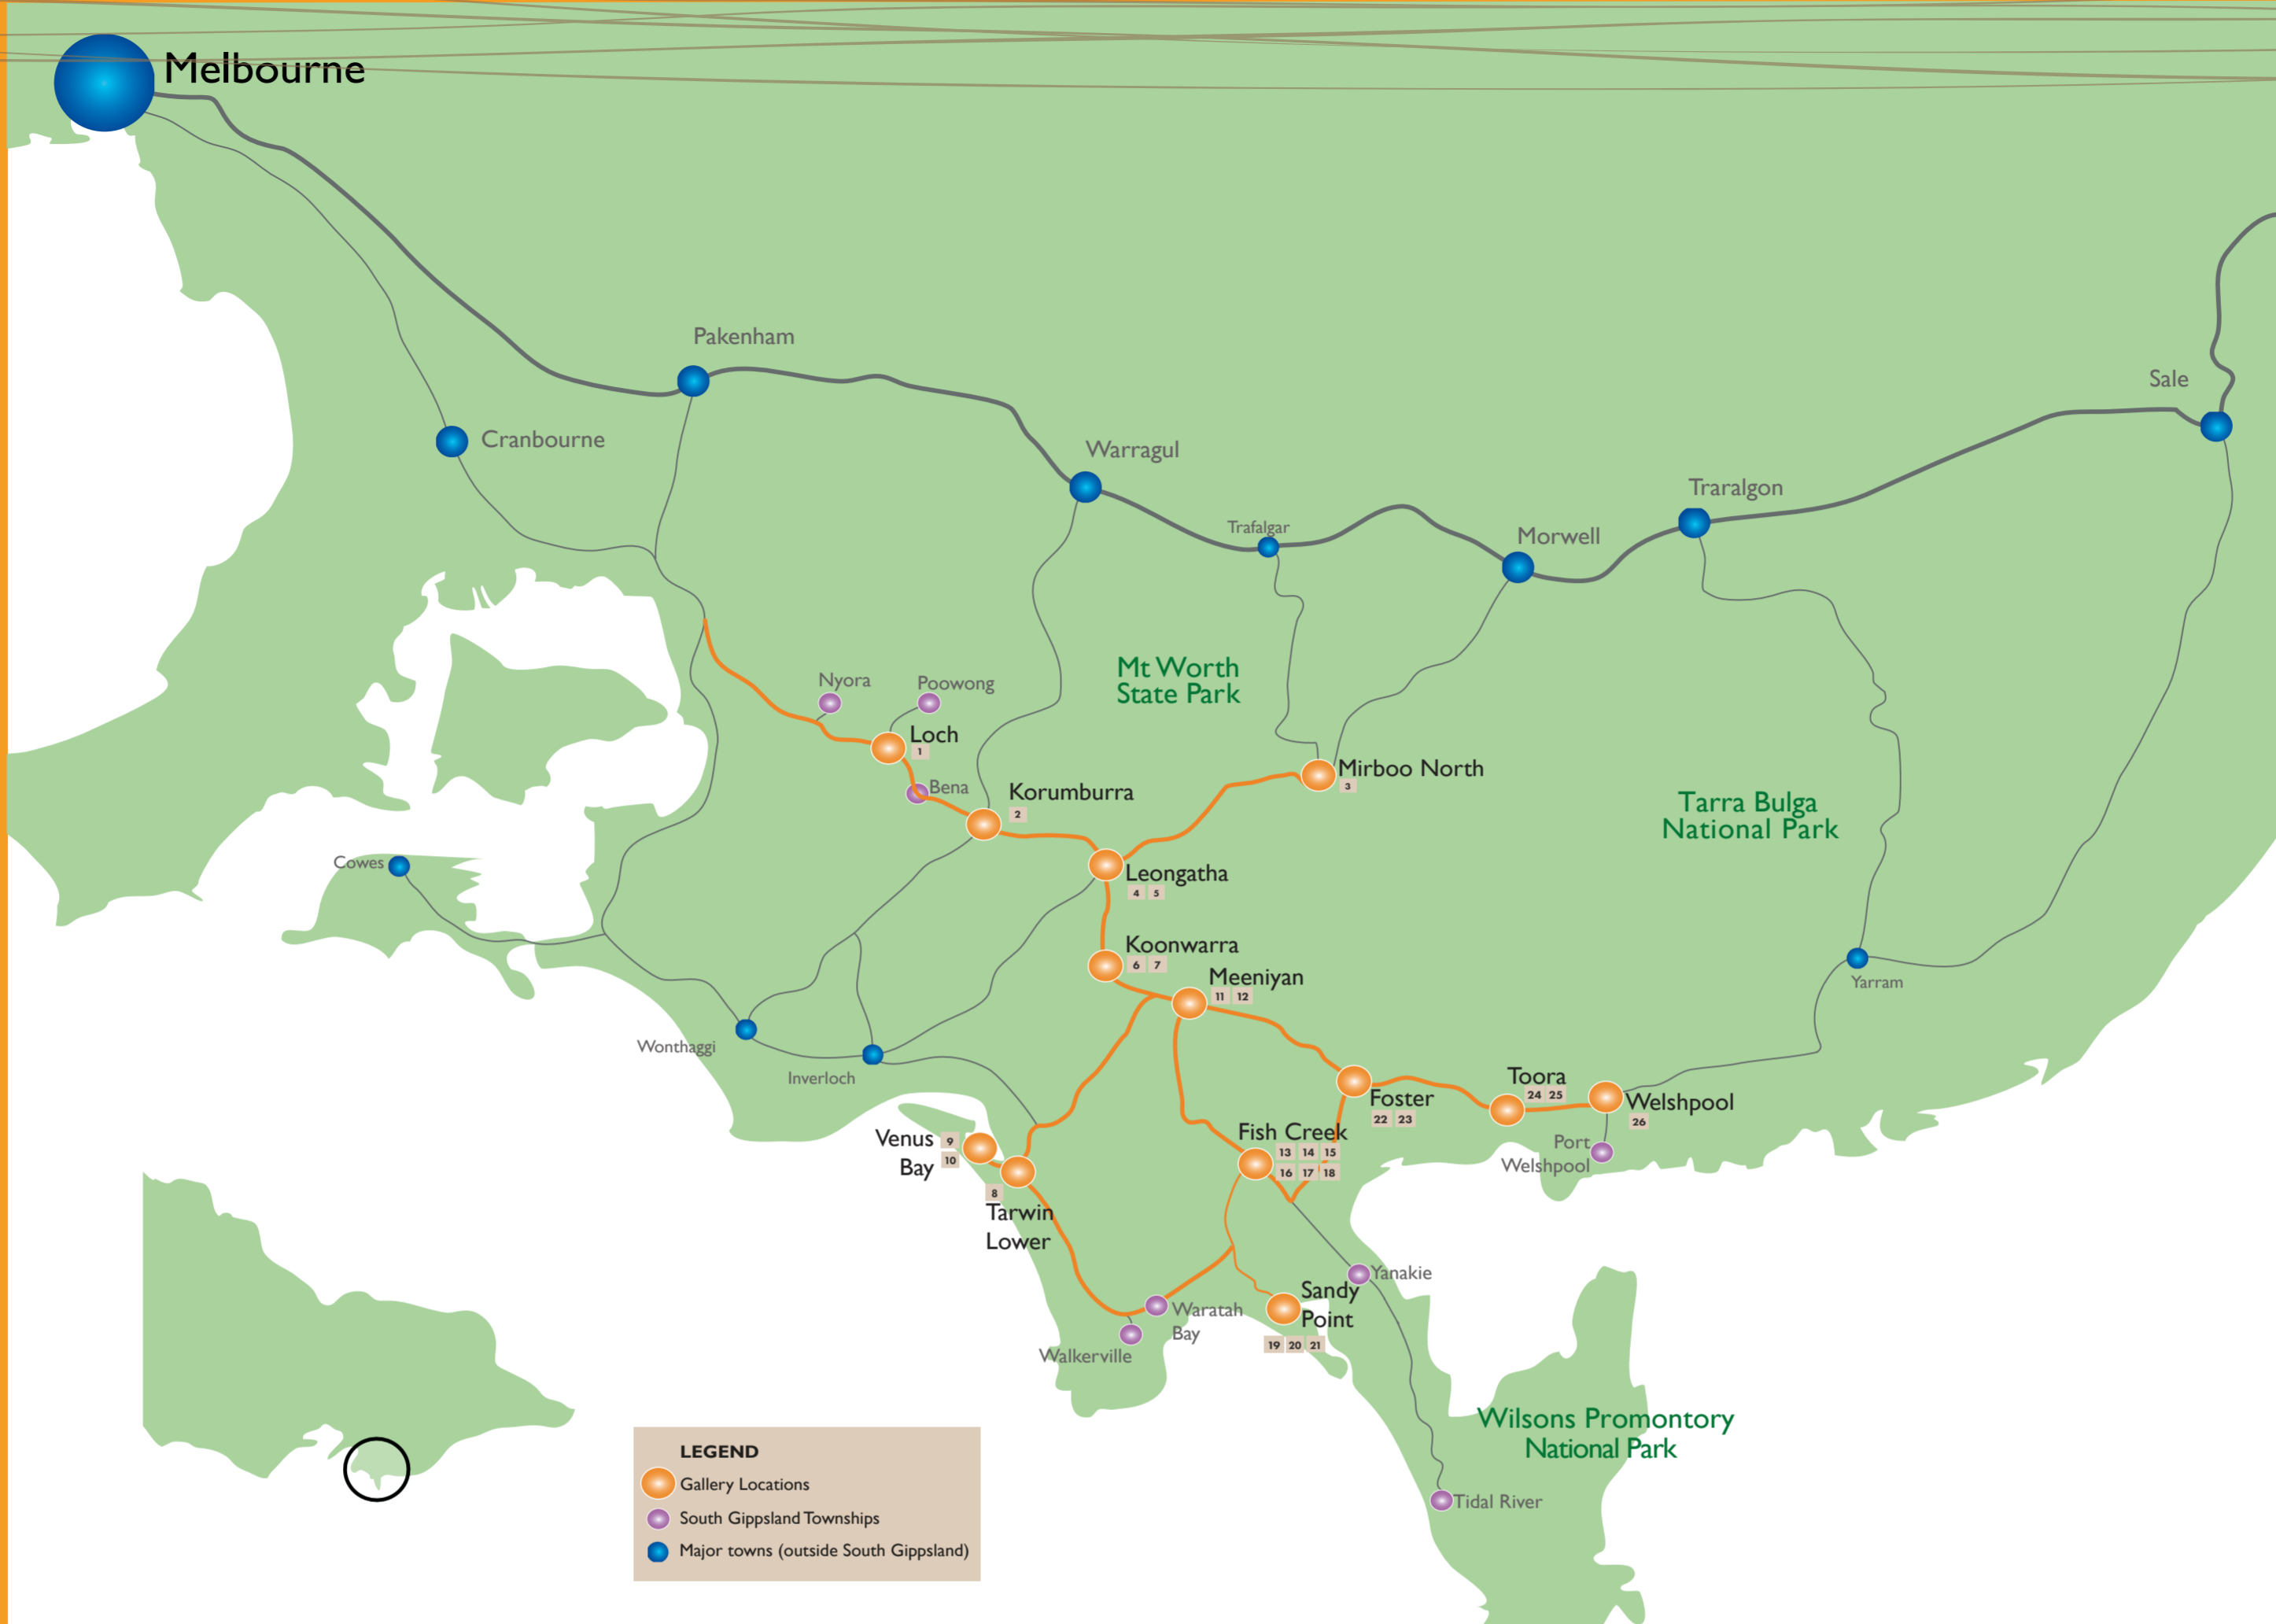 Melbourne
Pakenham
Sale
Cranbourne
Warragul
Traralgon
Trafalgar
Morwell
Mt Worth
State Park
Nyora
Poowong
Loch
1
Mirboo North
3
Bena
Korumburra
2
Tarra Bulga
National Park
Cowes
Leongatha
4 5
Koonwarra
6 7
Meeniyan
11 12
Yarram
Wonthaggi
Inverloch
Toora
24 25
Foster
22 23
Welshpool
26
Fish Creek
13 14 15
16 17 18
Venus
Bay
9
10
Port
Welshpool
8
Tarwin
Lower
Yanakie
Sandy
Point
19 20 21
Waratah
Bay
Walkerville
Wilsons Promontory
National Park
Tidal River
LEGEND
Gallery Locations
South Gippsland Townships
Major towns (outside South Gippsland)